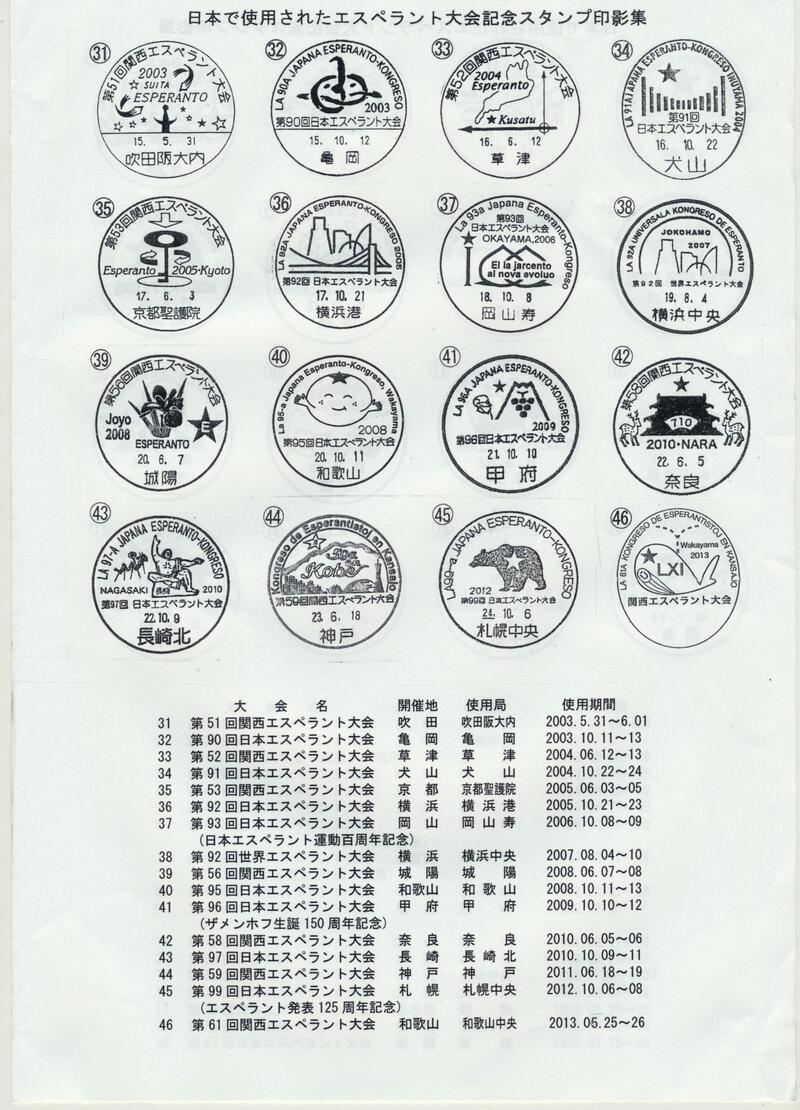 日本で使用されたエスペラント大会記念スタンプ印影集
㉛
第51回関西エスペラント大会
2003
SUITA
ESPERANTO
15. 5. 31
吹田阪大内
㉜
LA 90A JAPANA ESPERANTO-KONGRESO
2003
第90回日本エスペラント大会
15. 10. 12
亀岡
㉝
第52回関西エスペラント大会
2004
Esperanto
Kusatu
16. 6. 12
草津
㉞
LA 91A JAPANA ESPERANTO-KONGRESO INUYAMA 2004
第91回
日本エスペラント大会
16. 10. 22
犬山
㉟
第53回関西エスペラント大会
Esperanto 2005・Kyoto
17. 6. 3
京都聖護院
㊱
LA 92A JAPANA ESPERANTO-KONGRESO 2005
第92回 日本エスペラント大会
17. 10. 21
横浜港
㊲
La 93a Japana Esperanto-Kongreso
第93回
日本エスペラント大会
OKAYAMA,2006
El la jarcento
al nova evoluo
18. 10. 8
岡山寿
㊳
LA 92A UNIVERSALA KONGRESO DE ESPERANTO
JOKOHAMO
2007
第92回 世界エスペラント大会
19. 8. 4
横浜中央
㊴
第56回関西エスペラント大会
Joyo
2008
E
ESPERANTO
20. 6. 7
城陽
㊵
La 95-a Japana Esperanto-Kongreso, Wakayama
2008
第95回日本エスペラント大会
20. 10. 11
和歌山
㊶
LA 96A JAPANA ESPERANTO-KONGRESO
2009
第96回日本エスペラント大会
21. 10. 10
甲府
㊷
第58回関西エスペラント大会
710
2010・NARA
22. 6. 5
奈良
㊸
LA 97-A JAPANA ESPERANTO-KONGRESO
NAGASAKI 2010
第97回 日本エスペラント大会
22. 10. 9
長崎北
㊹
Kongreso de Esperantistoj en Kansajo
59a
Kobe
第59回関西エスペラント大会
23. 6. 18
神戸
㊺
LA99-a JAPANA ESPERANTO-KONGRESO
2012
第99回 日本エスペラント大会
24. 10. 6
札幌中央
㊻
LA 61A KONGRESO DE ESPERANTISTOJ EN KANSAJO
Wakayama
2013
LXI
関西エスペラント大会
大 会 名 開催地 使用局 使用期間
31 第51回関西エスペラント大会 吹田 吹田阪大内 2003. 5. 31～6. 01
32 第90回日本エスペラント大会 亀岡 亀岡 2003. 10. 11～13
33 第52回関西エスペラント大会 草津 草津 2004. 06. 12～13
34 第91回日本エスペラント大会 犬山 犬山 2004. 10. 22～24
35 第53回関西エスペラント大会 京都 京都聖護院 2005. 06. 03～05
36 第92回日本エスペラント大会 横浜 横浜港 2005. 10. 21～23
37 第93回日本エスペラント大会 岡山 岡山寿 2006. 10. 08～09
（日本エスペラント運動百周年記念）
38 第92回世界エスペラント大会 横浜 横浜中央 2007. 08. 04～10
39 第56回関西エスペラント大会 城陽 城陽 2008. 06. 07～08
40 第95回日本エスペラント大会 和歌山 和歌山 2008. 10. 11～13
41 第96回日本エスペラント大会 甲府 甲府 2009. 10. 10～12
（ザメンホフ生誕150周年記念）
42 第58回関西エスペラント大会 奈良 奈良 2010. 06. 05～06
43 第97回日本エスペラント大会 長崎 長崎北 2010. 10. 09～11
44 第59回関西エスペラント大会 神戸 神戸 2011. 06. 18～19
45 第99回日本エスペラント大会 札幌 札幌中央 2012. 10. 06～08
（エスペラント発表125周年記念）
46 第61回関西エスペラント大会 和歌山 和歌山中央 2013. 05. 25～26